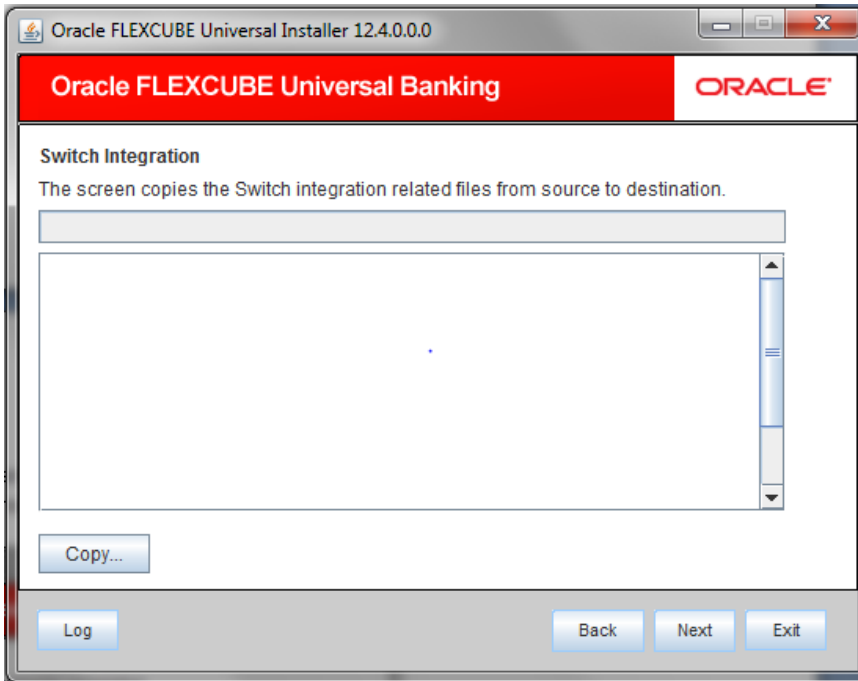 Oracle FLEXCUBE Universal Installer 12.4.0.0.0
Oracle FLEXCUBE Universal Banking
ORACLE
Switch Integration
The screen copies the Switch integration related files from source to destination.
Copy...
Log
Back
Next
Exit